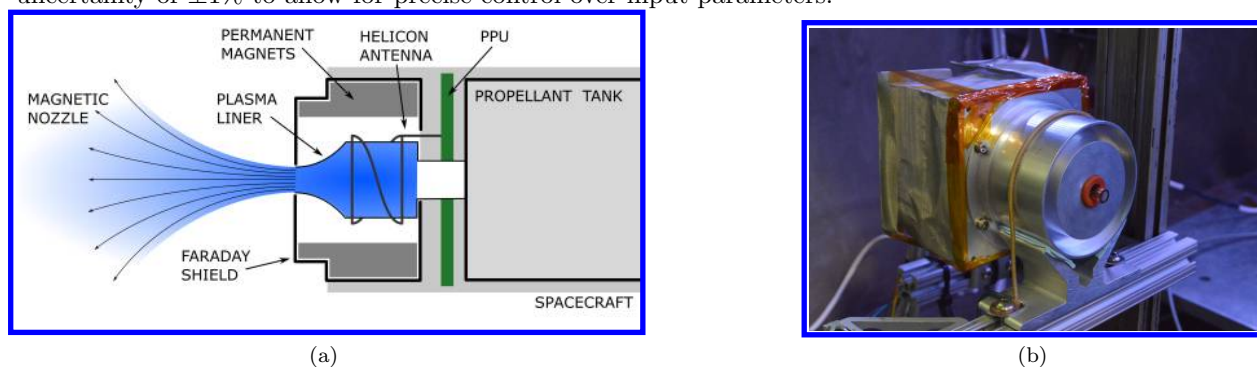 uncertainty of ±1% to allow for precise control over input parameters.
PERMANENT
MAGNETS
HELICON
ANTENNA
PPU
MAGNETIC
NOZZLE
PLASMA
LINER
PROPELLANT TANK
FARADAY
SHIELD
SPACECRAFT
(a)
(b)